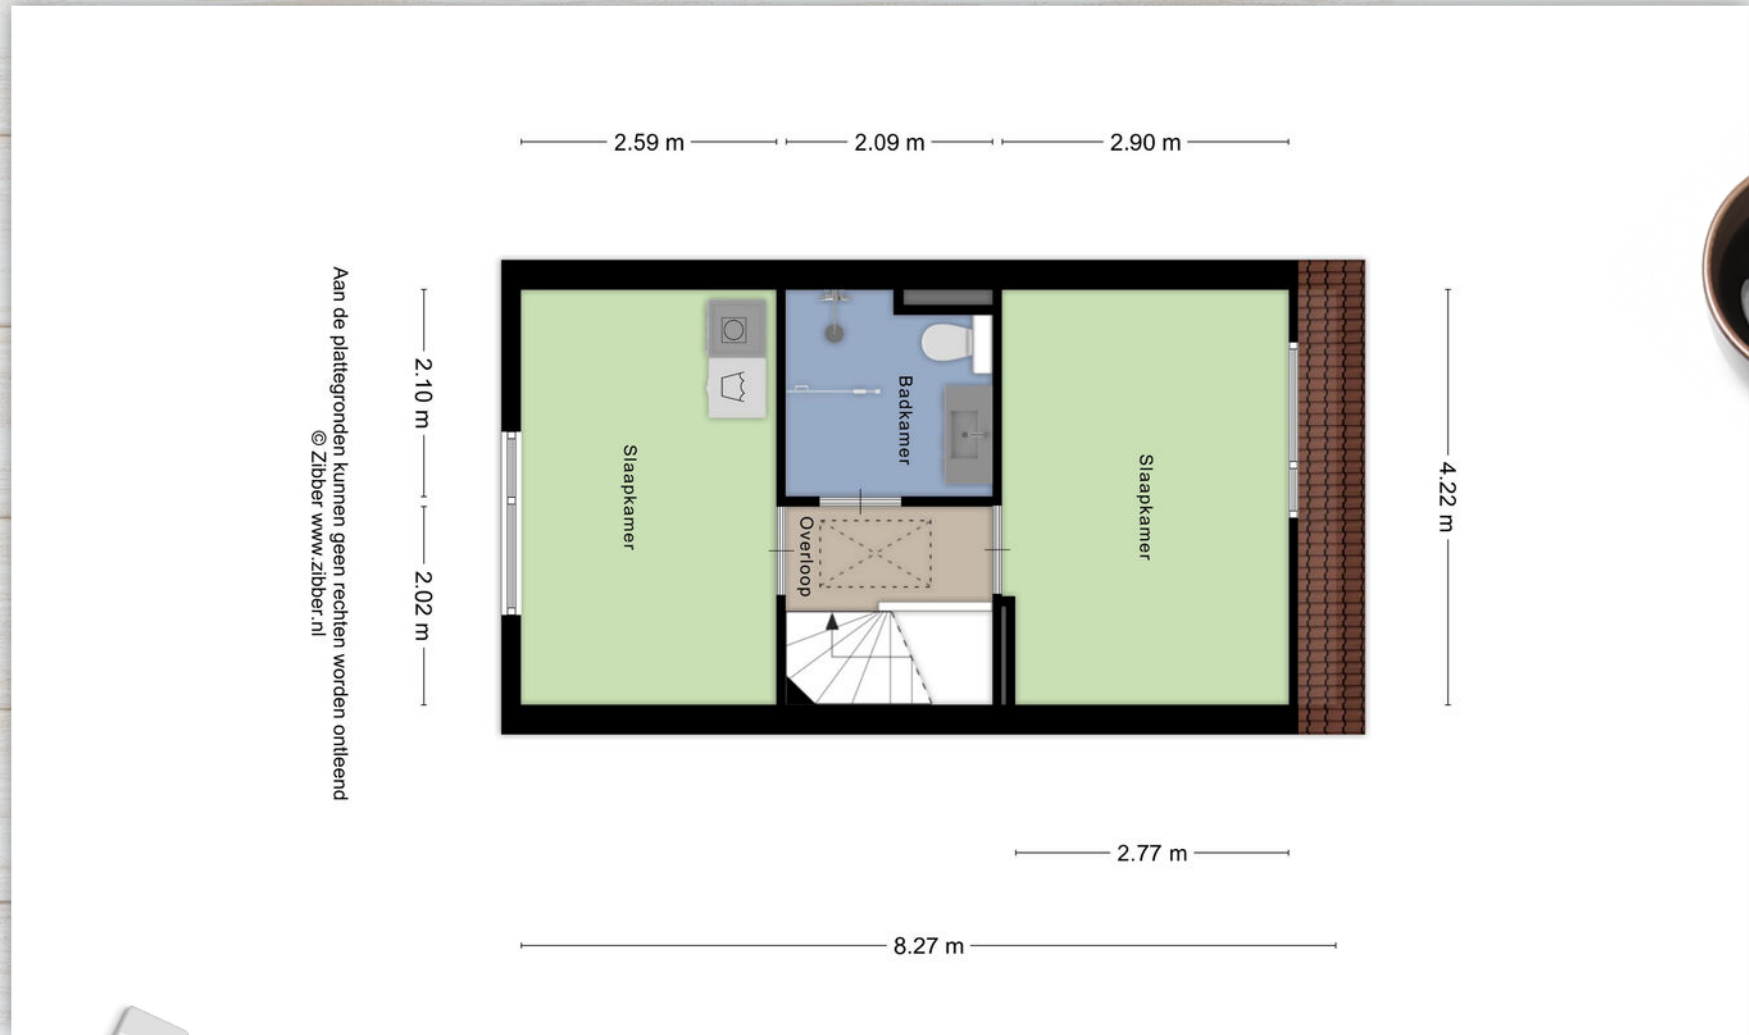 2.59 m
2.09 m
2.90 m
Aan de plattegronden kunnen geen rechten worden ontleend
© Zibber www.zibber.nl
2.10 m
2.02 m
Slaapkamer
Badkamer
Overloop
Slaapkamer
4.22 m
2.77 m
8.27 m